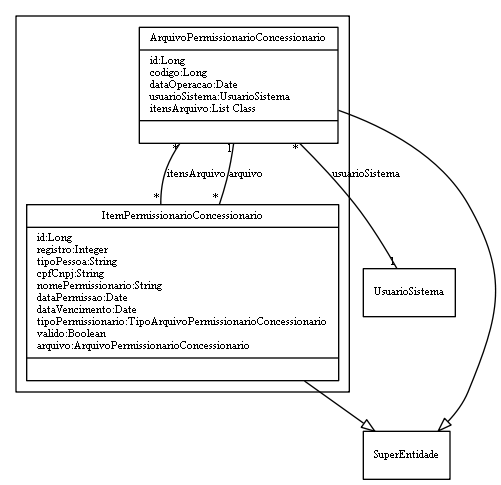 ArquivoPermissionarioConcessionario
id:Long
codigo:Long
dataOperacao:Date
usuarioSistema:UsuarioSistema
itensArquivo:List Class
* 1 *
itensArquivo arquivo usuarioSistema
* *
ItemPermissionarioConcessionario
id:Long
registro:Integer
tipoPessoa:String
cpfCnpj:String
nomePermissionario:String
dataPermissao:Date
dataVencimento:Date
tipoPermissionario:TipoArquivoPermissionarioConcessionario
valido:Boolean
arquivo:ArquivoPermissionarioConcessionario
1
UsuarioSistema
SuperEntidade